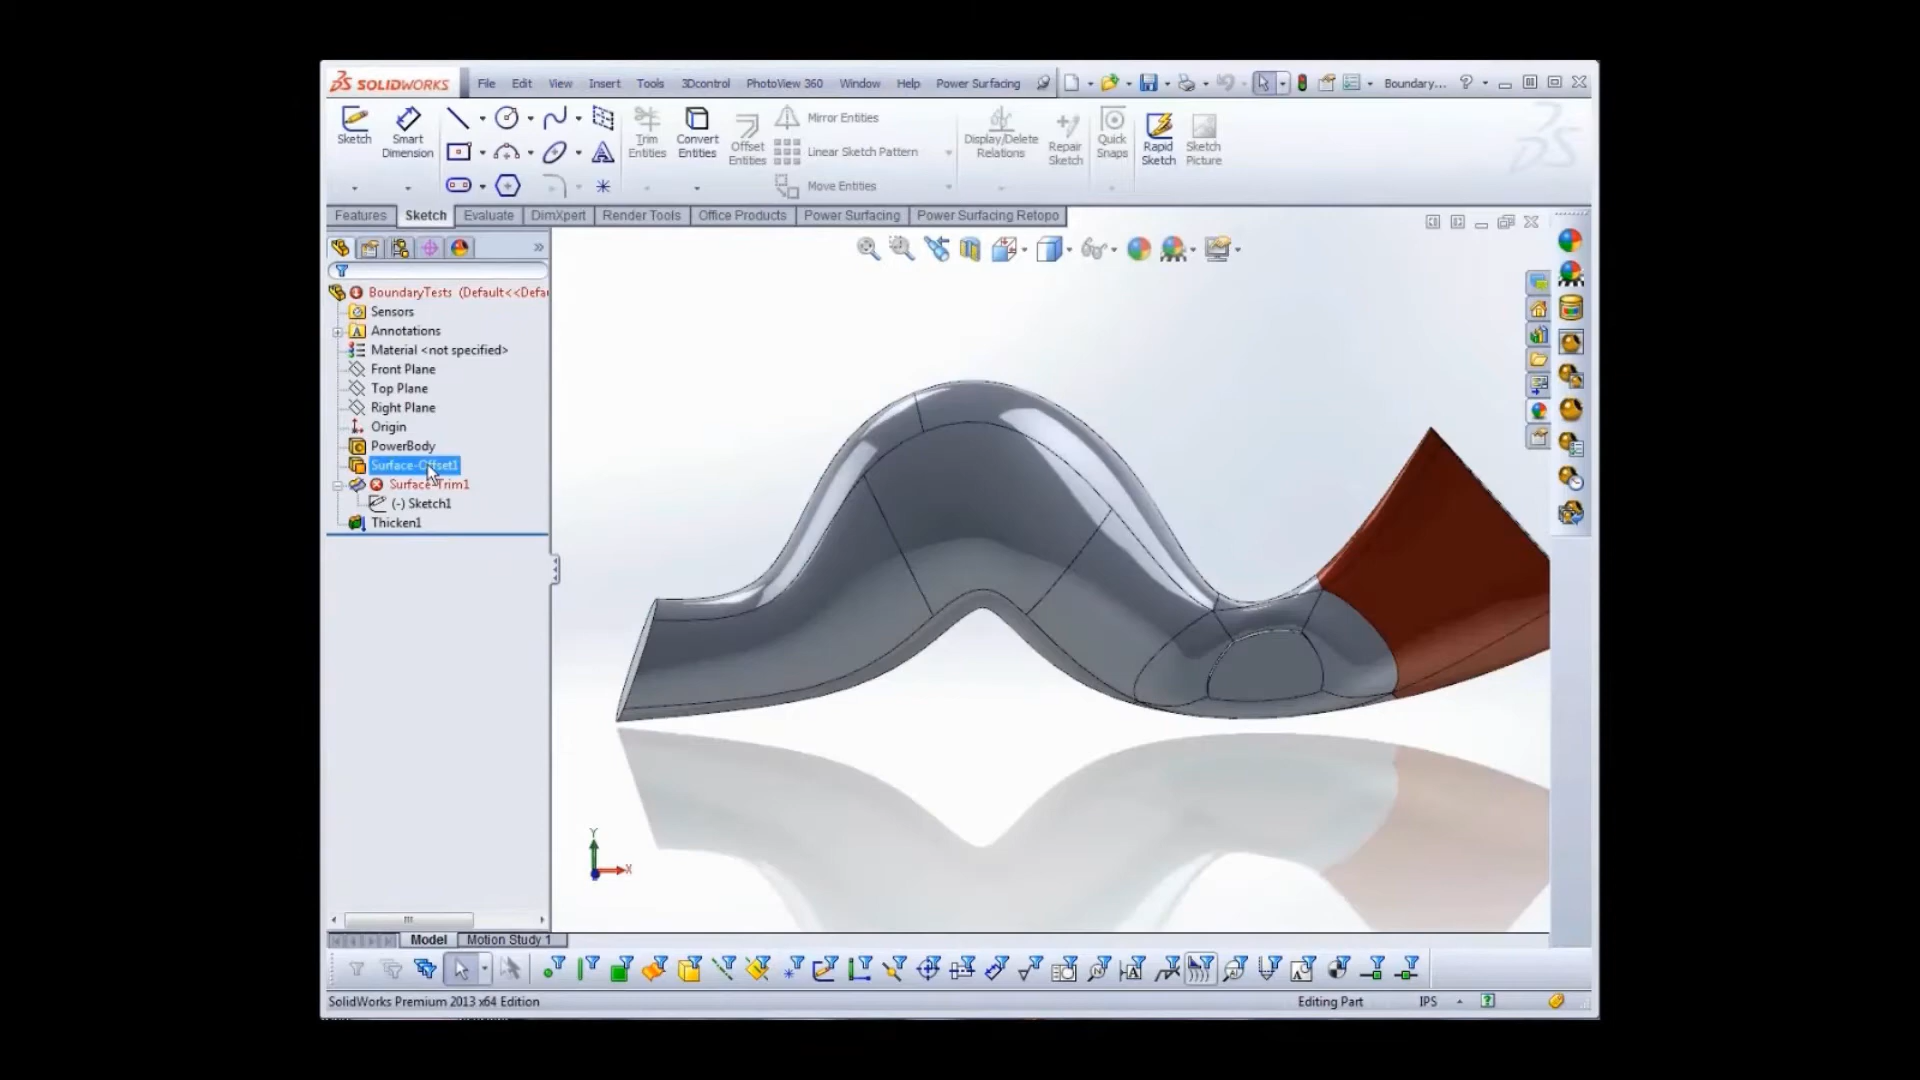 SOLIDWORKS File Edit View Insert Tools 3Dcontrol PhotoView 360 Window Help Power Surfacing Boundary... ?
Sketch
Smart Dimension
Trim Entities
Convert Entities
Offset Entities
Mirror Entities
Linear Sketch Pattern
Move Entities
Display/Delete Relations
Repair Sketch
Quick Snaps
Rapid Sketch
Sketch Picture
Features Sketch Evaluate DimXpert Render Tools Office Products Power Surfacing Power Surfacing Retopo
BoundaryTests (Default<<Defa
Sensors
Annotations
Material <not specified>
Front Plane
Top Plane
Right Plane
Origin
PowerBody
Surface-Offset1
Surface-Trim1
(-) Sketch1
Thicken1
Y
X
Model Motion Study 1
SolidWorks Premium 2013 x64 Edition Editing Part IPS ?